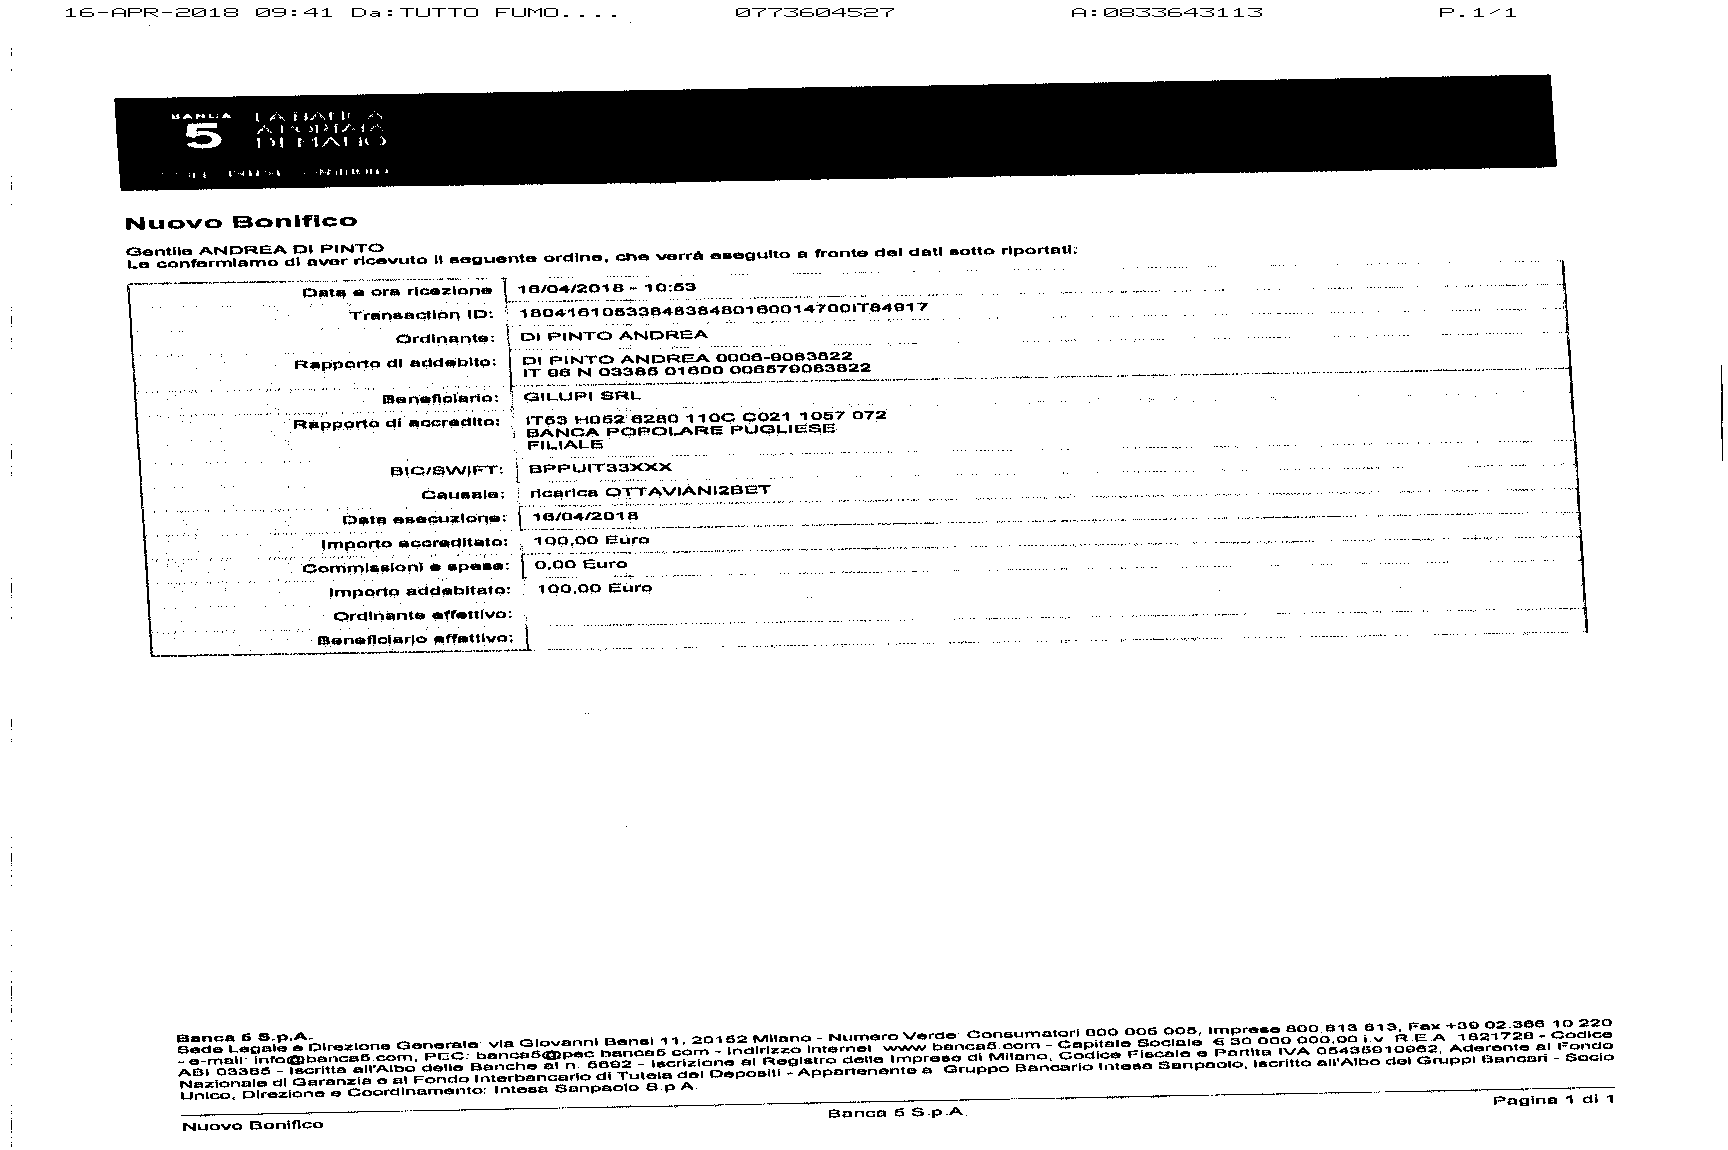 16-APR-2018 09:41 Da:TUTTO FUMO.... 0773604527 A:0833643113 P.1/1
BANCA 5 LA BANCA
A PORTATA
DI MANO
Nuovo Bonifico
Gentile ANDREA DI PINTO
Le confermiamo di aver ricevuto il seguente ordine, che verrà eseguito a fronte dei dati sotto riportati:
Data e ora ricezione 16/04/2018 - 10:53
Transaction ID: 1804161053384838480160014700IT84917
Ordinante: DI PINTO ANDREA
Rapporto di addebito: DI PINTO ANDREA 0006-9063822
IT 96 N 03385 01600 006579063822
Beneficiario: GILUPI SRL
Rapporto di accredito: IT53 H052 6280 110C C021 1057 072
BANCA POPOLARE PUGLIESE
FILIALE
BIC/SWIFT: BPPUIT33XXX
Causale: ricarica OTTAVIANI2BET
Data esecuzione: 16/04/2018
Importo accreditato: 100,00 Euro
Commissioni e spese: 0,00 Euro
Importo addebitato: 100,00 Euro
Ordinante effettivo:
Beneficiario effettivo:
Banca 5 S.p.A.
Sede Legale e Direzione Generale: via Giovanni Bensi 11, 20152 Milano - Numero Verde: Consumatori 800 005 005, Imprese 800.813 613, Fax +39 02.366 10 220
- e-mail: info@banca5.com, PEC: banca5@pec.banca5.com - Indirizzo Internet: www banca5.com - Capitale Sociale € 30 000 000,00 i.v R.E.A 1821728 - Codice
ABI 03385 - Iscritta all'Albo delle Banche al n. 5692 - Iscrizione al Registro delle Imprese di Milano, Codice Fiscale e Partita IVA 05435910962, Aderente al Fondo
Nazionale di Garanzia e al Fondo Interbancario di Tutela dei Depositi - Appartenente a Gruppo Bancario Intesa Sanpaolo, iscritto all'Albo dei Gruppi Bancari - Socio
Unico, Direzione e Coordinamento: Intesa Sanpaolo S.p A.
Nuovo Bonifico Banca 5 S.p.A. Pagina 1 di 1